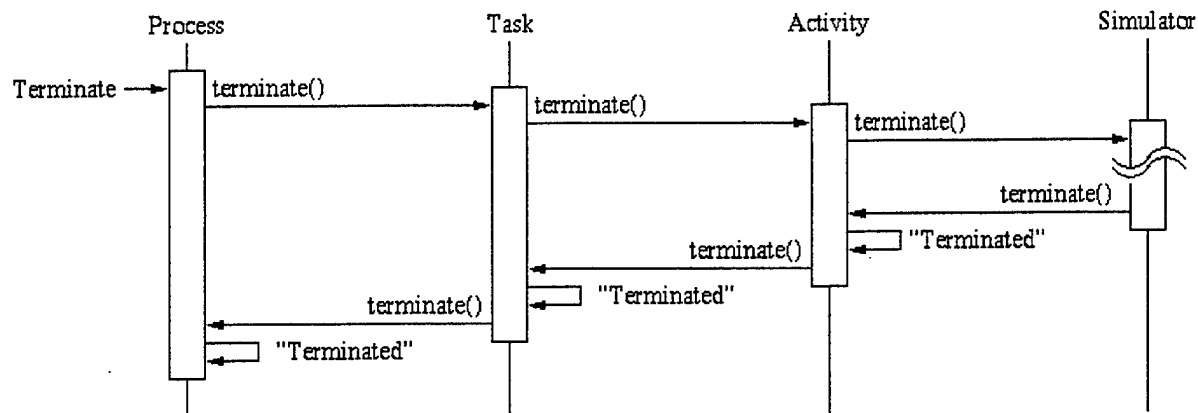 Process
Task
Activity
Simulator
Terminate
terminate()
terminate()
terminate()
terminate()
"Terminated"
terminate()
"Terminated"
terminate()
"Terminated"